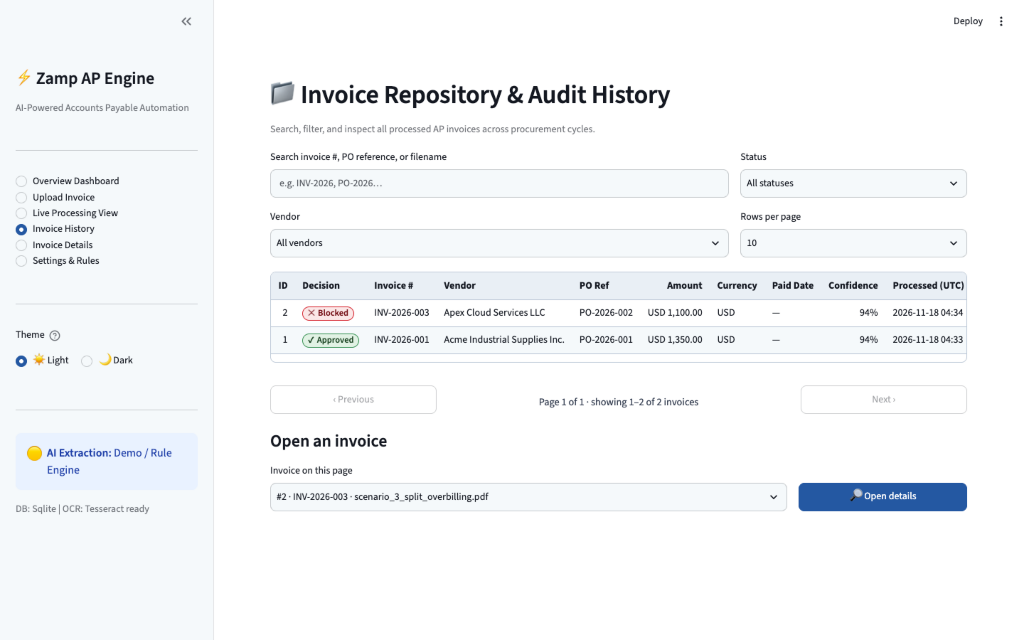 Deploy
⚡ Zamp AP Engine
AI-Powered Accounts Payable Automation
Overview Dashboard
Upload Invoice
Live Processing View
Invoice History
Invoice Details
Settings & Rules
Theme
Light
Dark
AI Extraction: Demo / Rule
Engine
DB: Sqlite | OCR: Tesseract ready
Invoice Repository & Audit History
Search, filter, and inspect all processed AP invoices across procurement cycles.
Search invoice #, PO reference, or filename
Status
e.g. INV-2026, PO-2026…
All statuses
Vendor
Rows per page
All vendors
10
ID Decision Invoice # Vendor PO Ref Amount Currency Paid Date Confidence Processed (UTC)
2 ✕ Blocked INV-2026-003 Apex Cloud Services LLC PO-2026-002 USD 1,100.00 USD — 94% 2026-11-18 04:34
1 ✓ Approved INV-2026-001 Acme Industrial Supplies Inc. PO-2026-001 USD 1,350.00 USD — 94% 2026-11-18 04:33
‹ Previous
Page 1 of 1 · showing 1–2 of 2 invoices
Next ›
Open an invoice
Invoice on this page
#2 · INV-2026-003 · scenario_3_split_overbilling.pdf
Open details